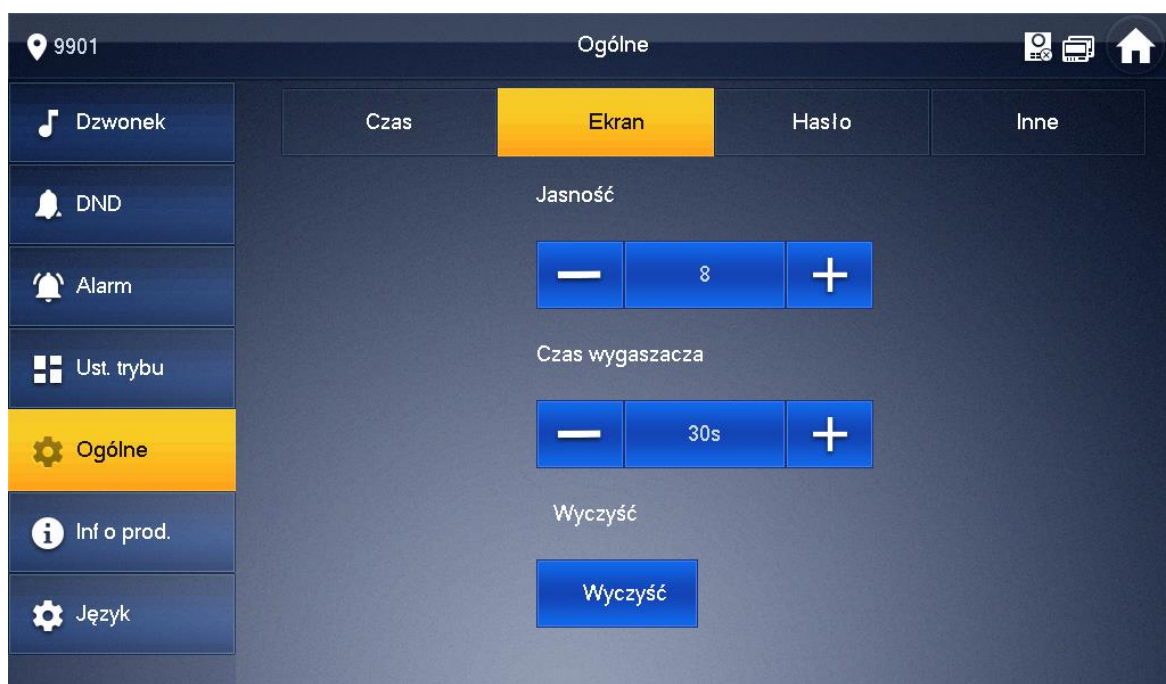 9901
Ogólne
Dzwonek
DND
Alarm
Ust. trybu
Ogólne
Inf o prod.
Język
Czas
Ekran
Hasło
Inne
Jasność
8
Czas wygaszacza
30s
Wyczyść
Wyczyść